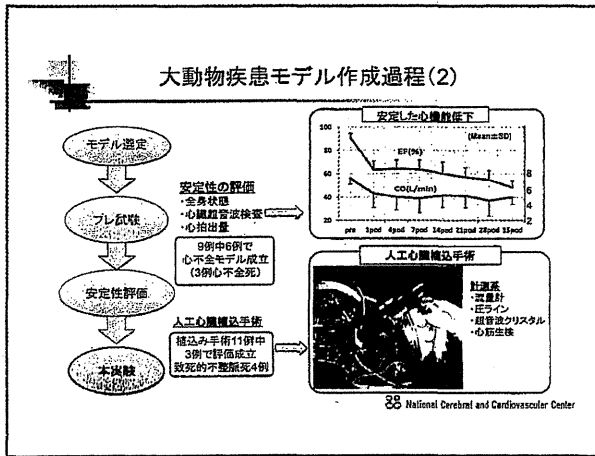 大動物疾患モデル作成過程(2)
モデル選定
プレ試験
安定性評価
本実験
安定性の評価
・全身状態
・心臓超音波検査
・心拍出量
9例中6例で
心不全モデル成立
(3例心不全死)
人工心臓植込手術
植込み手術11例中
3例で評価成立
致死的不整脈死4例
安定した心機能低下
(Mean±SD)
100
80
60
40
20
EF(%)
CO(L/min)
8
6
4
2
pre 1pod 4pod 7pod 14pod 21pod 28pod 35pod
人工心臓植込手術
計測系
・流量計
・圧ライン
・超音波クリスタル
・心筋生検
National Cerebral and Cardiovascular Center